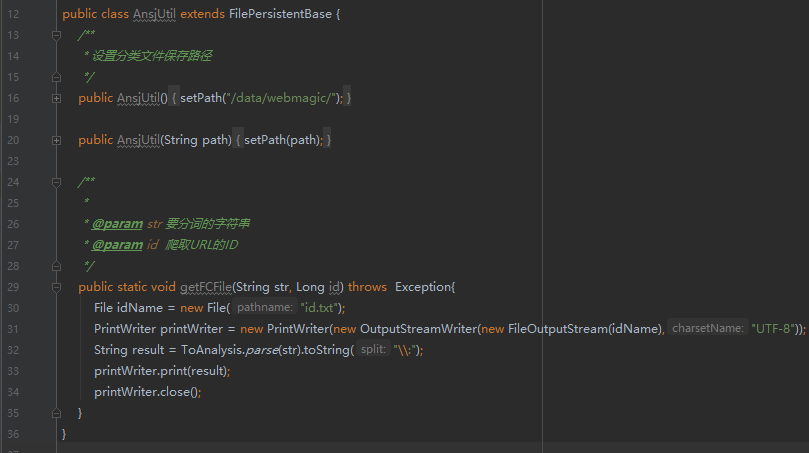 12 public class AnsjUtil extends FilePersistentBase {
13 /**
14 * 设置分类文件保存路径
15 */
16 public AnsjUtil() { setPath("/data/webmagic/"); }
20 public AnsjUtil(String path) { setPath(path); }
23
24 /**
25 *
26 * @param str 要分词的字符串
27 * @param id 爬取URL的ID
28 */
29 public static void getFCFile(String str, Long id) throws Exception{
30 File idName = new File( pathname: "id.txt");
31 PrintWriter printWriter = new PrintWriter(new OutputStreamWriter(new FileOutputStream(idName), charsetName: "UTF-8"));
32 String result = ToAnalysis.parse(str).toString( split: "\\:");
33 printWriter.print(result);
34 printWriter.close();
35 }
36 }